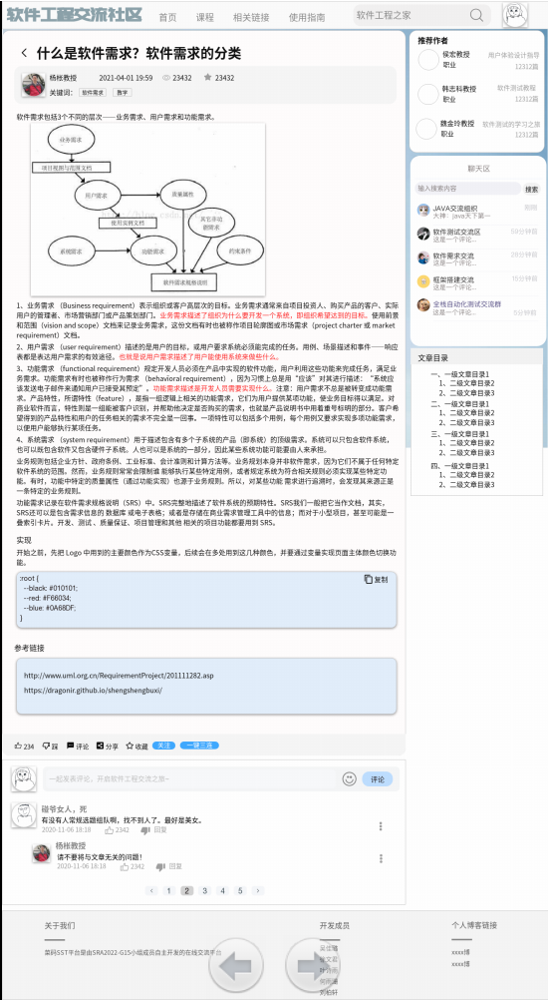 软件工程交流社区
首页 课程 相关链接 使用指南
软件工程之家
什么是软件需求？软件需求的分类
杨枨教授 2021-04-01 19:59 23432 23432
关键词： 软件需求 教学
软件需求包括3个不同的层次——业务需求、用户需求和功能需求。
业务需求
项目视图与范围文档
用户需求
质量属性
使用实例文档
其它非功能需求
系统需求
功能需求
约束条件
软件需求规格说明
1、业务需求 （Business requirement）表示组织或客户高层次的目标。业务需求通常来自项目投资人、购买产品的客户、实际
用户的管理者、市场营销部门或产品策划部门。业务需求描述了组织为什么要开发一个系统，即组织希望达到的目标。使用前景
和范围（vision and scope）文档来记录业务需求，这份文档有时也被称作项目轮廓图或市场需求（project charter 或 market
requirement）文档。
2、用户需求 （user requirement）描述的是用户的目标，或用户要求系统必须能完成的任务。用例、场景描述和事件——响应
表都是表达用户需求的有效途径。也就是说用户需求描述了用户能使用系统来做些什么。
3、功能需求 （functional requirement）规定开发人员必须在产品中实现的软件功能，用户利用这些功能来完成任务，满足业
务需求。功能需求有时也被称作行为需求 （behavioral requirement），因为习惯上总是用“应该”对其进行描述：“系统应
该发送电子邮件来通知用户已接受其预定”。功能需求描述是开发人员需要实现什么。注意：用户需求不总是被转变成功能需
求。产品特性，所谓特性（feature），是指一组逻辑上相关的功能需求，它们为用户提供某项功能，使业务目标得以满足。对
商业软件而言，特性则是一组能被客户识别，并帮助他决定是否购买的需求，也就是产品说明书中用着重号标明的部分。客户希
望得到的产品特性和用户的任务相关的需求不完全是一回事。一项特性可以包括多个用例，每个用例又要求实现多项功能需求，
以便用户能够执行某项任务。
4、系统需求 （system requirement）用于描述包含有多个子系统的产品（即系统）的顶级需求。系统可以只包含软件系统，
也可以既包含软件又包含硬件子系统。人也可以是系统的一部分，因此某些系统功能可能要由人来承担。
业务规则包括企业方针、政府条例、工业标准、会计准则和计算方法等。业务规划本身并非软件需求，因为它们不属于任何特定
软件系统的范围。然而，业务规则常常会限制谁能够执行某些特定用例，或者规定系统为符合相关规则必须实现某些特定功
能。有时，功能中特定的质量属性（通过功能实现）也源于业务规则。所以，对某些功能 需求进行追溯时，会发现其来源正是
一条特定的业务规则。
功能需求记录在软件需求规格说明（SRS）中。SRS完整地描述了软件系统的预期特性。SRS我们一般把它当作文档，其实，
SRS还可以是包含需求信息的 数据库 或电子表格；或者是存储在商业需求管理工具中的信息；而对于小型项目，甚至可能是一
叠索引卡片。开发、测试 、质量保证、项目管理和其他 相关的项目功能都要用到 SRS。
实现
开始之前，先把 Logo 中用到的主要颜色作为CSS变量，后续会在多处用到这几种颜色，并要通过变量实现页面主体颜色切换功
能。
:root { 复制
--black: #010101;
--red: #F66034;
--blue: #0A68DF;
}
参考链接
http://www.uml.org.cn/RequirementProject/201111282.asp
https://dragonir.github.io/shengshengbuxi/
234 踩 评论 分享 收藏 关注 一键三连
一起发表评论，开启软件工程交流之旅~ 评论
碰爷女人，死
有没有人常规选题组队啊，找不到人了。最好是美女。
2020-11-06 18:18 2342 回复
杨枨教授
请不要将与文章无关的问题！
2020-11-06 18:18 2342 回复
< 1 2 3 4 5 >
推荐作者
侯宏教授 用户体验设计指导
职业 12312篇
韩志科教授 软件测试教程
职业 12312篇
魏金玲教授 软件测试的学习之旅
职业 12312篇
聊天区
输入搜索内容 搜索
JAVA交流组织 刚刚
大神：java天下第一
软件测试交流区 59分钟前
这是一个评论...
软件需求交流 28分钟前
这是一个评论...
框架搭建交流 15分钟前
这是一个评论...
全栈自动化测试交流群
这是一个评论... 5分钟前
文章目录
一、一级文章目录1
1、二级文章目录2
2、二级文章目录3
二、一级文章目录1
1、二级文章目录2
2、二级文章目录3
三、一级文章目录1
1、二级文章目录2
2、二级文章目录3
四、一级文章目录1
1、二级文章目录2
2、二级文章目录3
关于我们 开发成员 个人博客链接
菜码SST平台是由SRA2022-G15小组成员自主开发的在线交流平台
xxxx博
xxxx博
刘柏轩